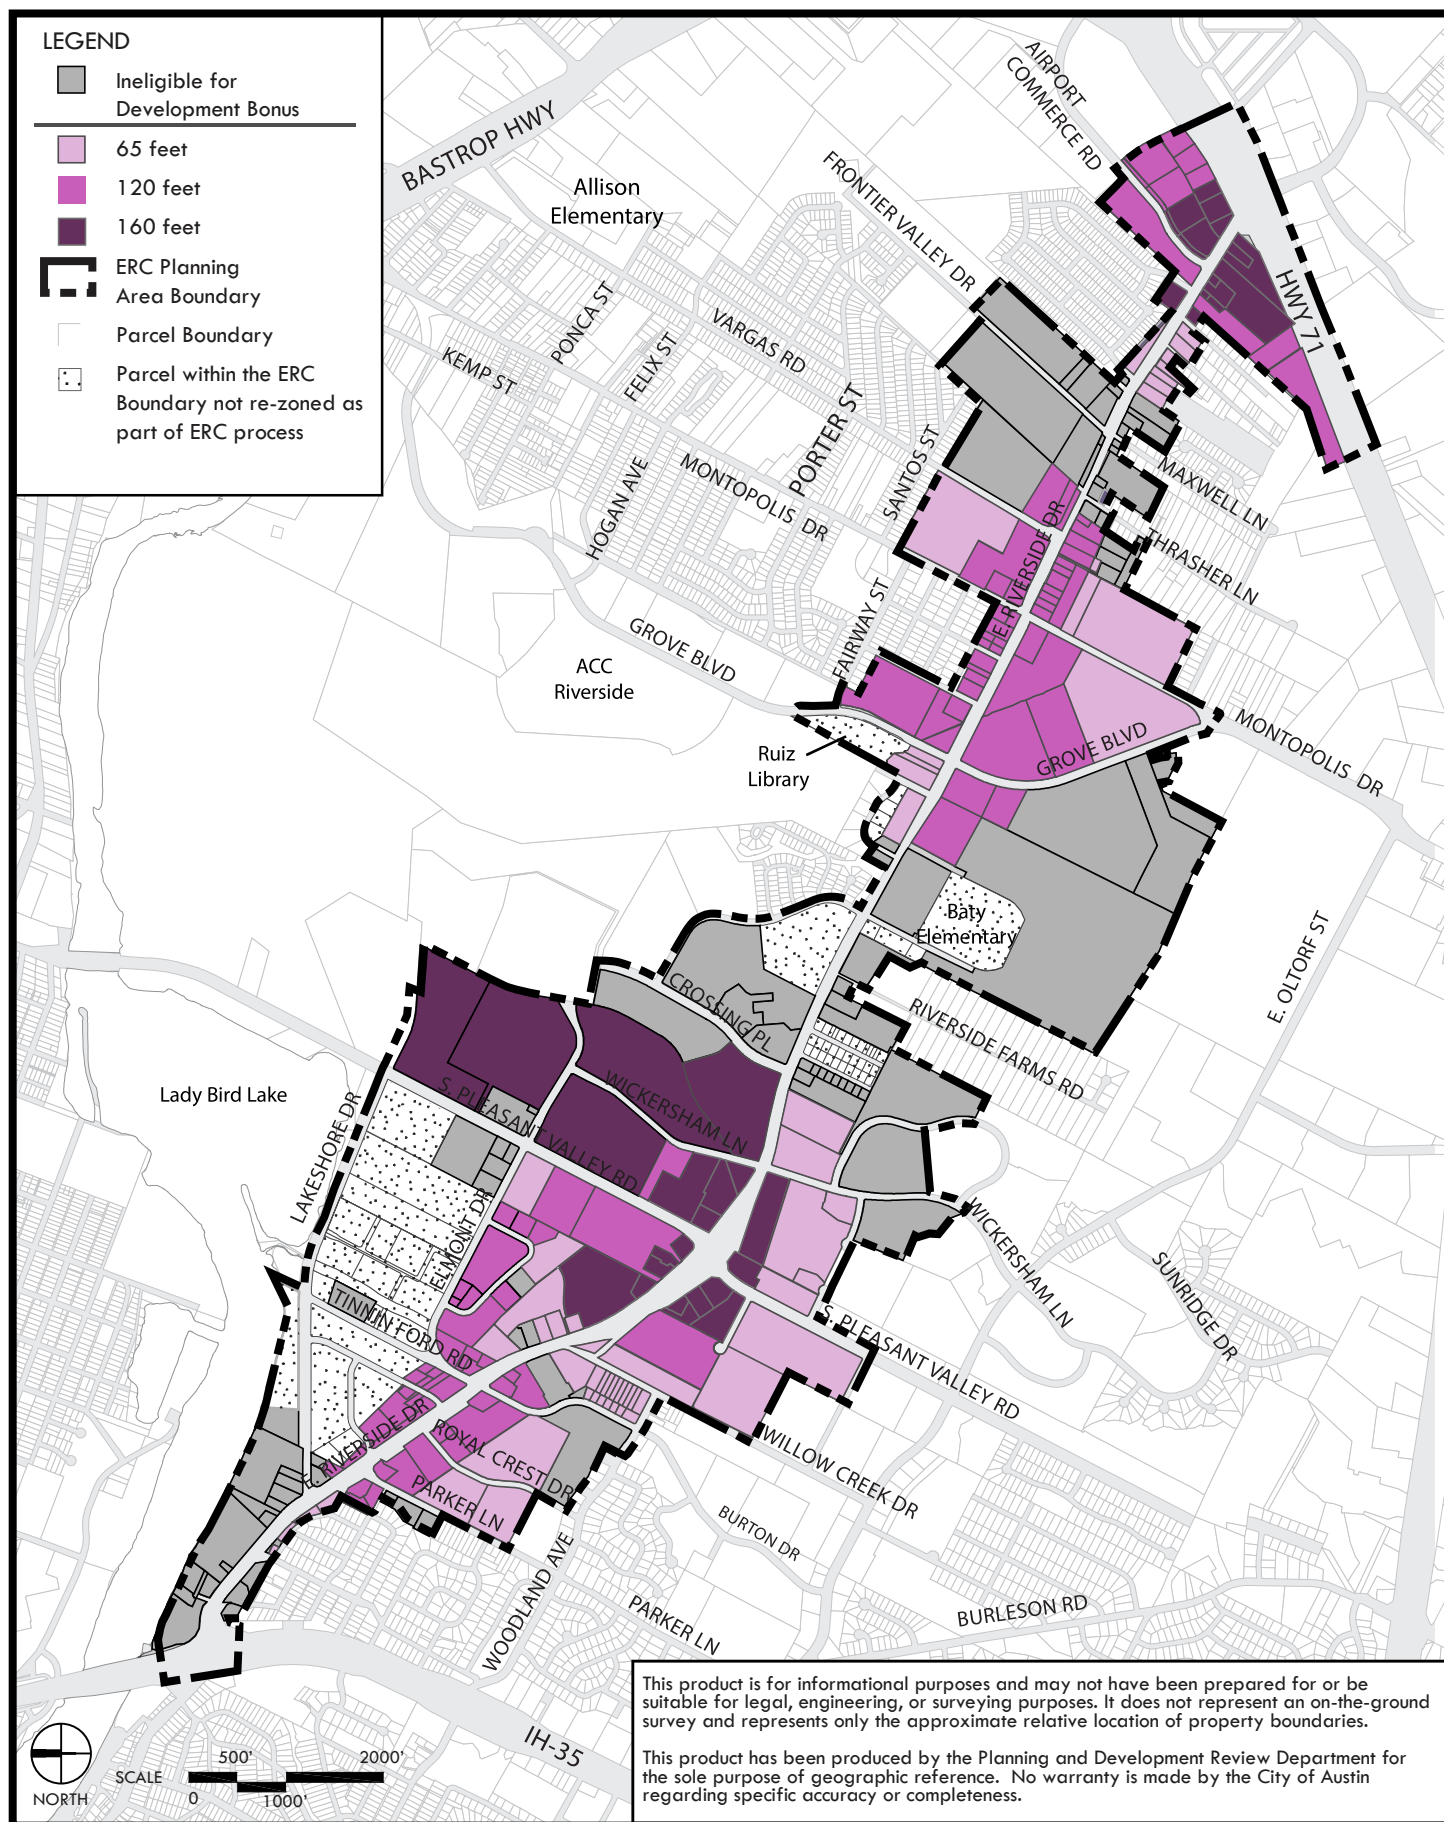 LEGEND
Ineligible for
Development Bonus
65 feet
120 feet
160 feet
ERC Planning
Area Boundary
Parcel Boundary
Parcel within the ERC
Boundary not re-zoned as
part of ERC process
BASTROP HWY
AIRPORT
COMMERCE RD
Allison
Elementary
FRONTIER VALLEY DR
HWY 71
PONCA ST
VARGAS RD
FELIX ST
KEMP ST
PORTER ST
SANTOS ST
HOGAN AVE
MONTOPOLIS DR
MAXWELL LN
THRASHER LN
E. RIVERSIDE DR
FAIRWAY ST
GROVE BLVD
ACC
Riverside
Ruiz
Library
GROVE BLVD
MONTOPOLIS DR
Baty
Elementary
E. OLTORF ST
CROSSING PL
RIVERSIDE FARMS RD
Lady Bird Lake
LAKESHORE DR
S. PLEASANT VALLEY RD
WICKERSHAM LN
ELMONT DR
WICKERSHAM LN
SUNRIDGE DR
TINNIN FORD RD
S. PLEASANT VALLEY RD
E. RIVERSIDE DR
ROYAL CREST DR
PARKER LN
WILLOW CREEK DR
BURTON DR
WOODLAND AVE
PARKER LN
BURLESON RD
IH-35
NORTH
SCALE
500'
2000'
0
1000'
This product is for informational purposes and may not have been prepared for or be
suitable for legal, engineering, or surveying purposes. It does not represent an on-the-ground
survey and represents only the approximate relative location of property boundaries.
This product has been produced by the Planning and Development Review Department for
the sole purpose of geographic reference. No warranty is made by the City of Austin
regarding specific accuracy or completeness.